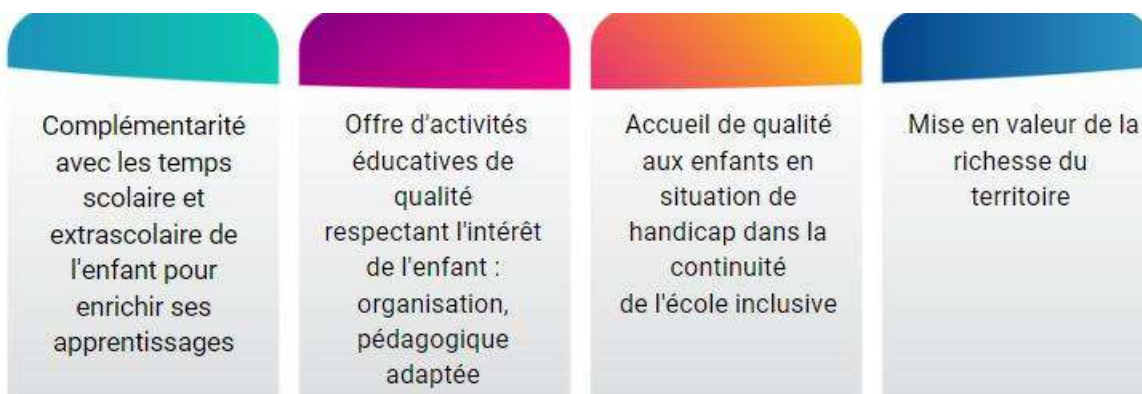 Complémentarité
avec les temps
scolaire et
extrascolaire de
l'enfant pour
enrichir ses
apprentissages
Offre d'activités
éducatives de
qualité
respectant l'intérêt
de l'enfant :
organisation,
pédagogique
adaptée
Accueil de qualité
aux enfants en
situation de
handicap dans la
continuité
de l'école inclusive
Mise en valeur de la
richesse du
territoire